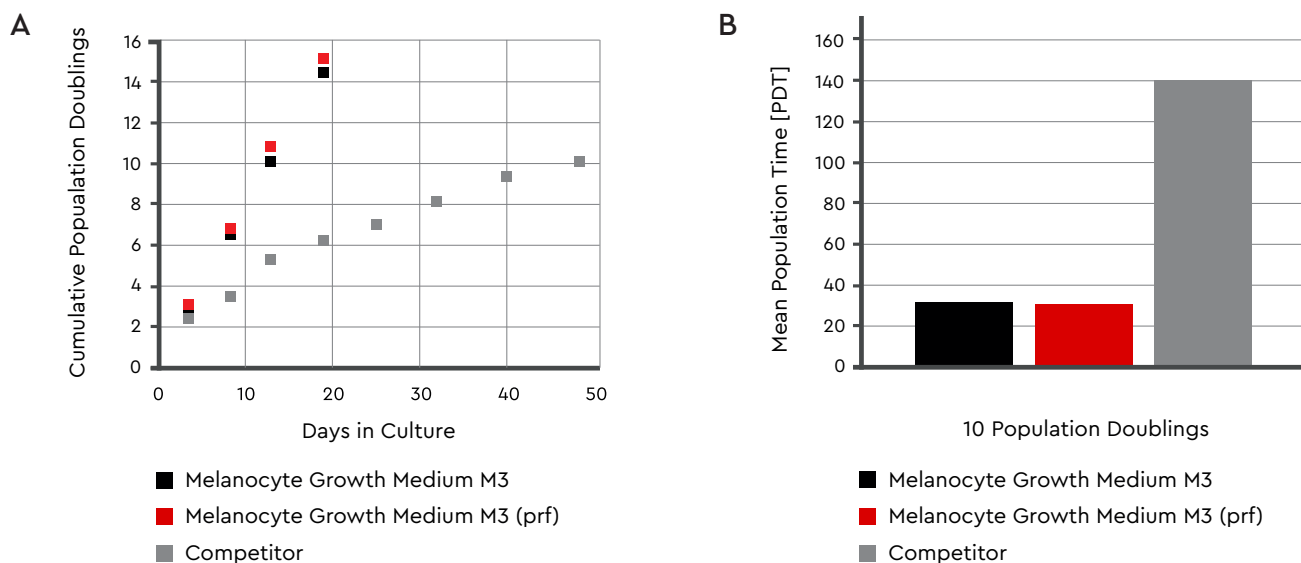 A
Cumulative Popualation Doublings
16
14
12
10
8
6
4
2
0
0 10 20 30 40 50
Days in Culture
Melanocyte Growth Medium M3
Melanocyte Growth Medium M3 (prf)
Competitor
B
Mean Population Time [PDT]
160
140
120
100
80
60
40
20
0
10 Population Doublings
Melanocyte Growth Medium M3
Melanocyte Growth Medium M3 (prf)
Competitor